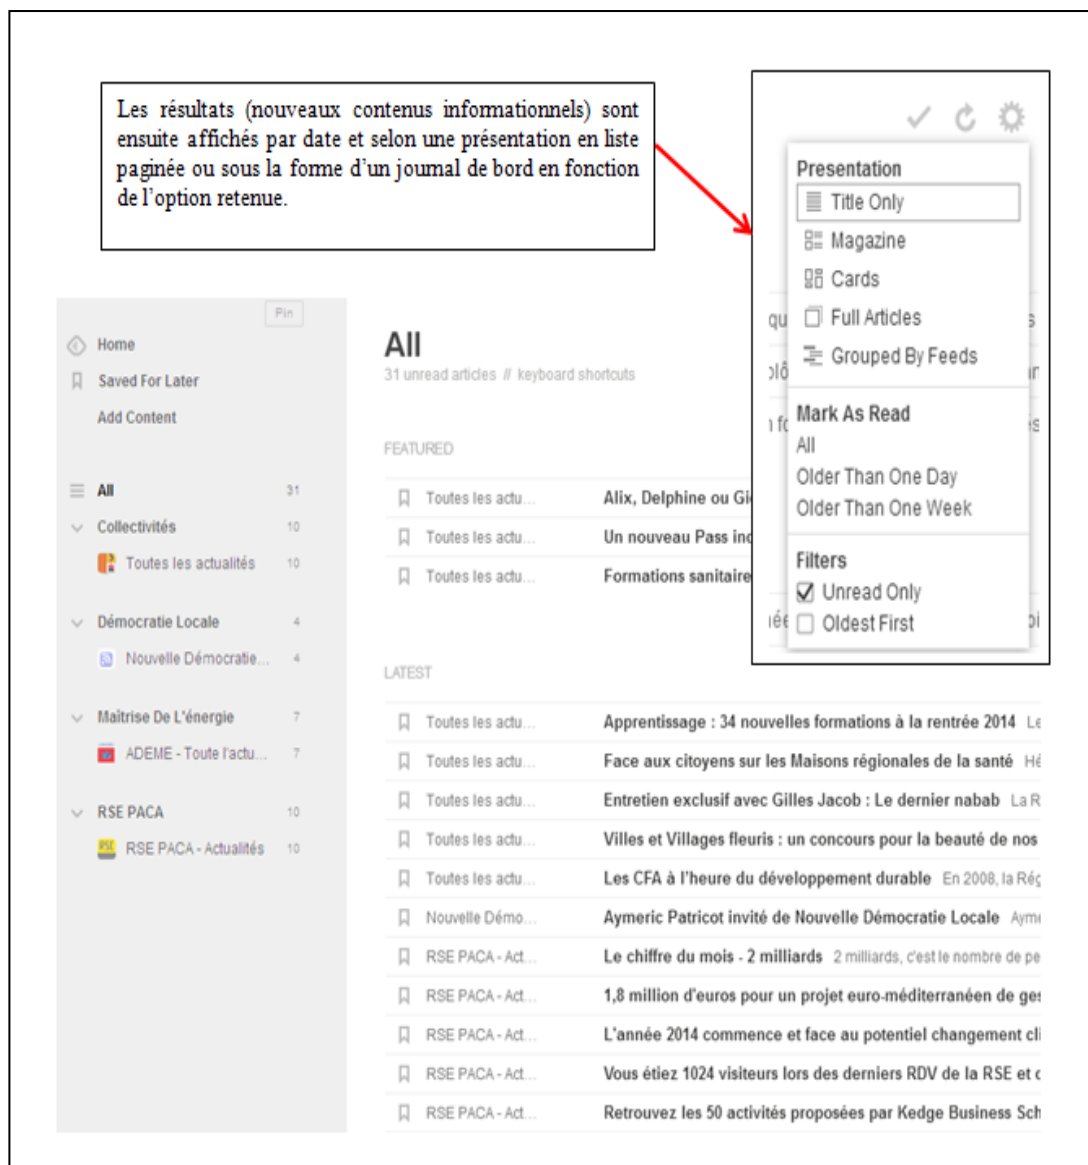 Les résultats (nouveaux contenus informationnels) sont
ensuite affichés par date et selon une présentation en liste
paginée ou sous la forme d'un journal de bord en fonction
de l'option retenue.
Presentation
Title Only
Magazine
Cards
Full Articles
Grouped By Feeds
Mark As Read
All
Older Than One Day
Older Than One Week
Filters
Unread Only
Oldest First
Pin
Home
Saved For Later
Add Content
All 31
Collectivités 10
Toutes les actualités 10
Démocratie Locale 4
Nouvelle Démocratie... 4
Maîtrise De L'énergie 7
ADEME - Toute l'actu... 7
RSE PACA 10
RSE PACA - Actualités 10
All
31 unread articles // keyboard shortcuts
FEATURED
Toutes les actu... Alix, Delphine ou
Toutes les actu... Un nouveau Pass
Toutes les actu... Formations sanitaire
LATEST
Toutes les actu... Apprentissage : 34 nouvelles formations à la rentrée 2014 Le
Toutes les actu... Face aux citoyens sur les Maisons régionales de la santé Hé
Toutes les actu... Entretien exclusif avec Gilles Jacob : Le dernier nabab La R
Toutes les actu... Villes et Villages fleuris : un concours pour la beauté de nos
Toutes les actu... Les CFA à l'heure du développement durable En 2008, la Rég
Nouvelle Démo... Aymeric Patricot invité de Nouvelle Démocratie Locale Ayme
RSE PACA - Act... Le chiffre du mois - 2 milliards 2 milliards, c'est le nombre de pe
RSE PACA - Act... 1,8 million d'euros pour un projet euro-méditerranéen de ges
RSE PACA - Act... L'année 2014 commence et face au potentiel changement cli
RSE PACA - Act... Vous étiez 1024 visiteurs lors des derniers RDV de la RSE et
RSE PACA - Act... Retrouvez les 50 activités proposées par Kedge Business Sch